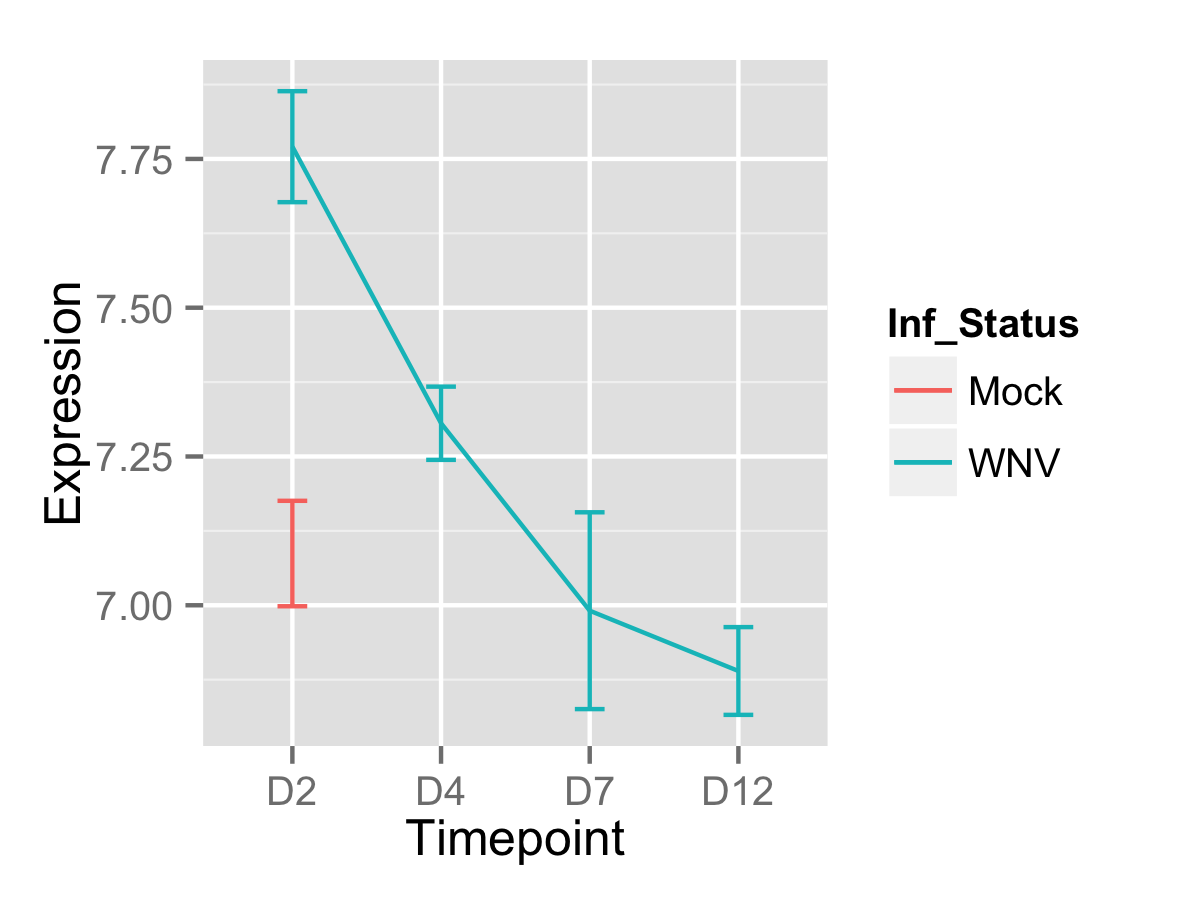 7.75
7.50
7.25
7.00
Expression
D2 D4 D7 D12
Timepoint
Inf_Status
Mock
WNV